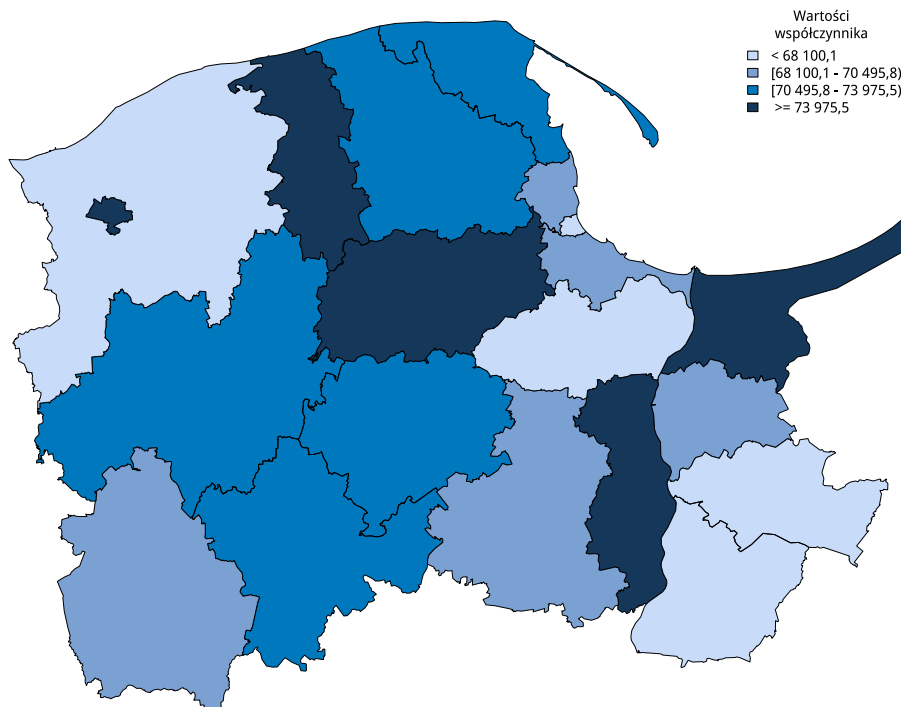 Wartości
współczynnika
< 68 100,1
[68 100,1 - 70 495,8)
[70 495,8 - 73 975,5)
>= 73 975,5